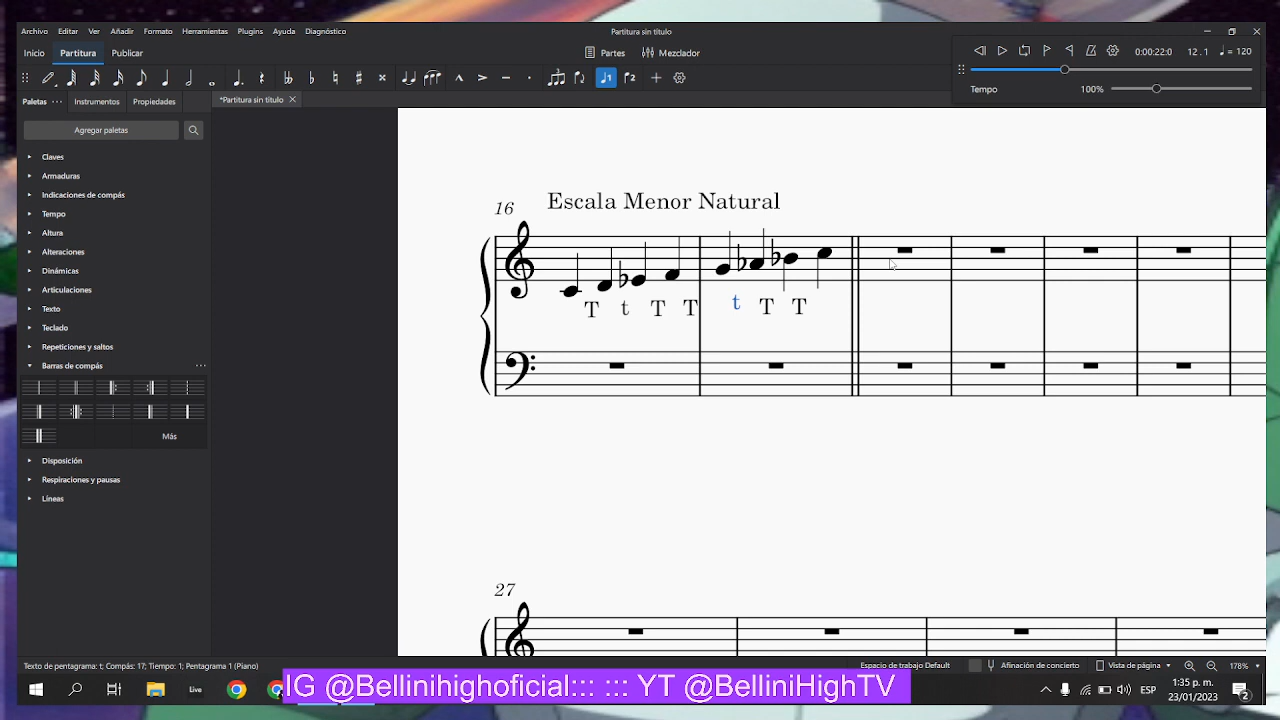 Archivo Editar Ver Añadir Formato Herramientas Plugins Ayuda Diagnóstico Partitura sin título
Inicio Partitura Publicar Partes Mezclador 0:00:22:0 12 . 1 = 120
1 2
Tempo 100%
Paletas Instrumentos Propiedades *Partitura sin título
Agregar paletas
Claves
Armaduras
Indicaciones de compás
Tempo
Altura
Alteraciones
Dinámicas
Articulaciones
Texto
Teclado
Repeticiones y saltos
Barras de compás
Más
Disposición
Respiraciones y pausas
Líneas
Escala Menor Natural
16
T t T T t T T
27
Texto de pentagrama: t; Compás: 17; Tiempo: 1; Pentagrama 1 (Piano) Espacio de trabajo Default Afinación de concierto Vista de página 178%
Live IG @Bellinihighoficial::: ::: YT @BelliniHighTV ESP 1:35 p. m.
23/01/2023 2